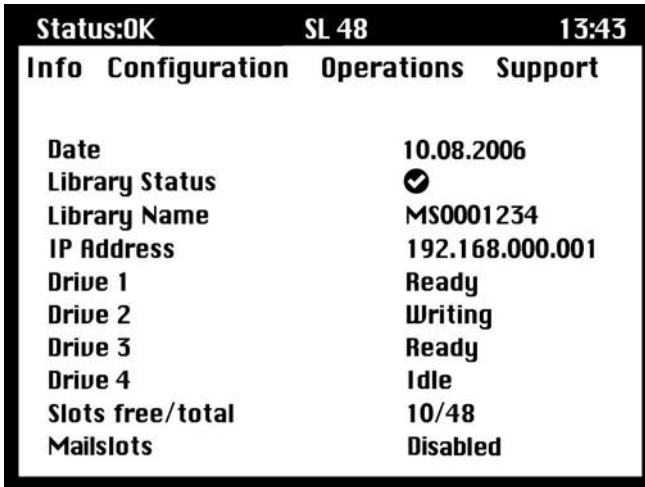 Status:OK SL 48 13:43
Info Configuration Operations Support
Date 10.08.2006
Library Status
Library Name MS0001234
IP Address 192.168.000.001
Drive 1 Ready
Drive 2 Writing
Drive 3 Ready
Drive 4 Idle
Slots free/total 10/48
Mailslots Disabled